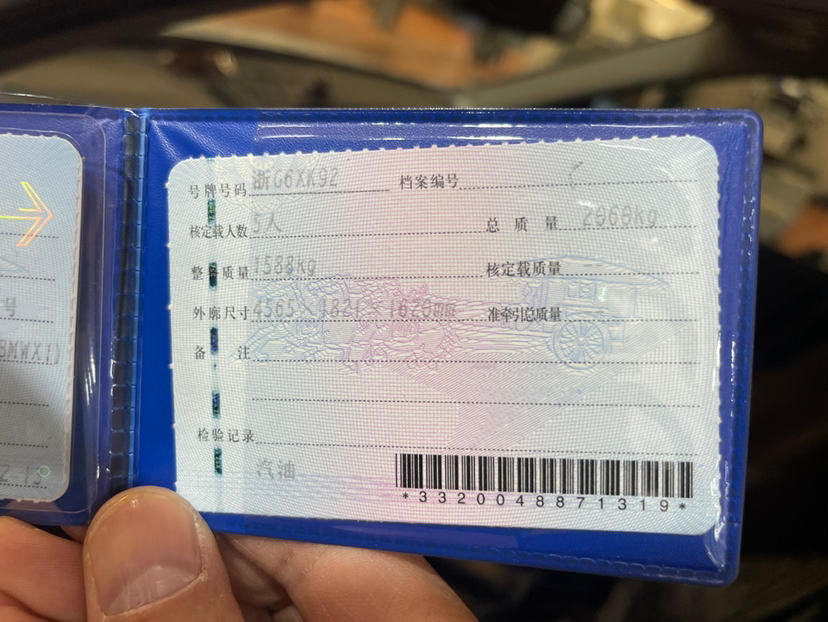 号牌号码 浙G6XK92 档案编号
核定载人数 5人 总质量 2060kg
整备质量 1588kg 核定载质量
外廓尺寸 4565×1821×1620mm 准牵引总质量
备注
检验记录
汽油
*3320048871319*
号
BMWX1)